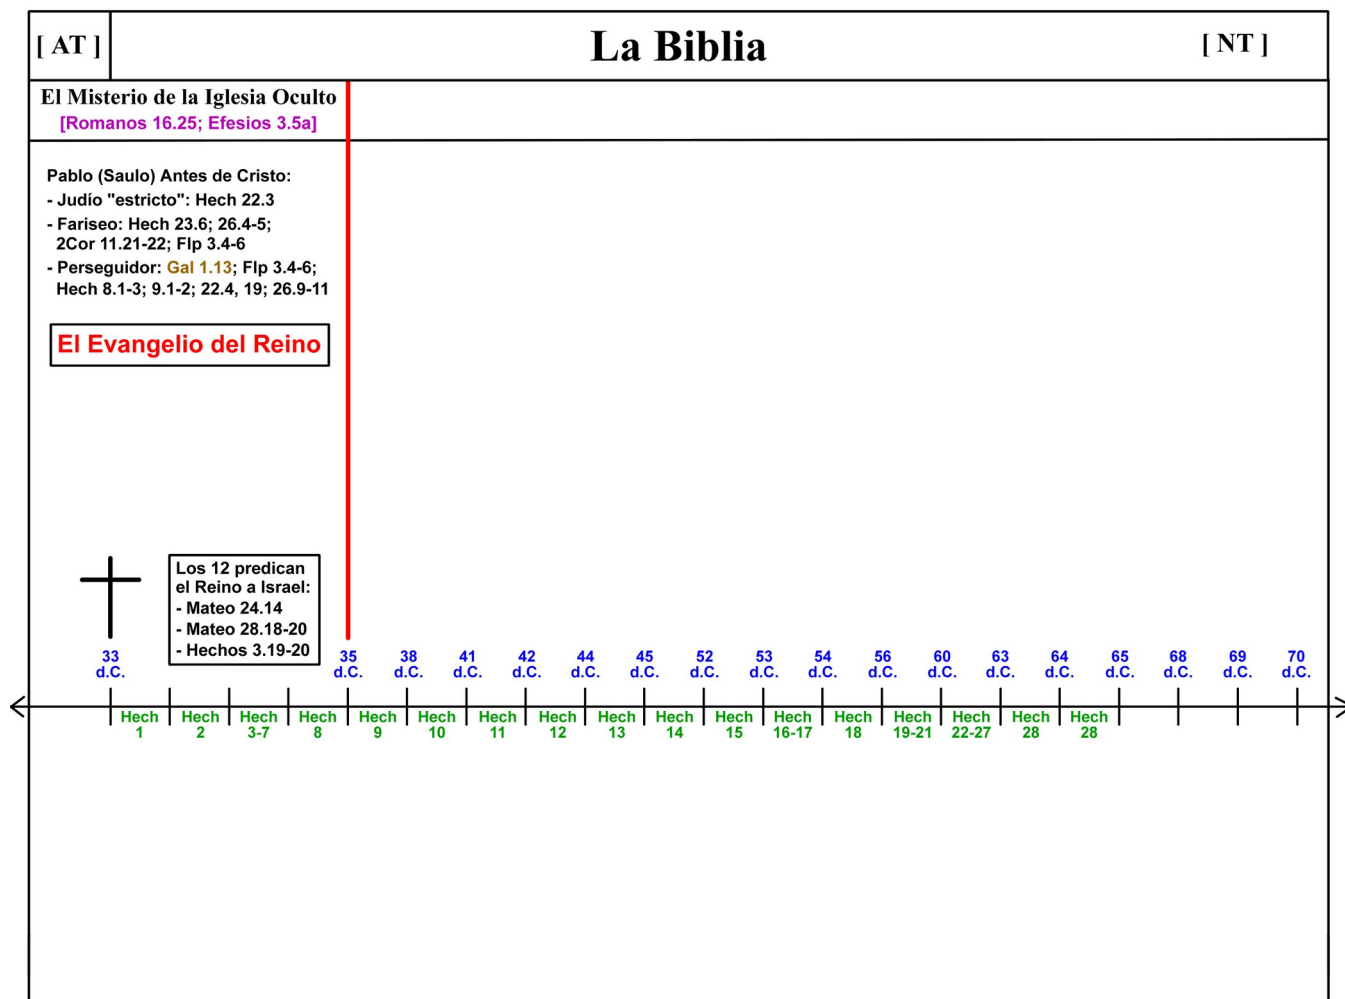 [ AT ]
La Biblia
[ NT ]
El Misterio de la Iglesia Oculto
[Romanos 16.25; Efesios 3.5a]
Pablo (Saulo) Antes de Cristo:
- Judío "estricto": Hech 22.3
- Fariseo: Hech 23.6; 26.4-5;
2Cor 11.21-22; Flp 3.4-6
- Perseguidor: Gal 1.13; Flp 3.4-6;
Hech 8.1-3; 9.1-2; 22.4, 19; 26.9-11
El Evangelio del Reino
Los 12 predican
el Reino a Israel:
- Mateo 24.14
- Mateo 28.18-20
- Hechos 3.19-20
33 d.C.
35 d.C.
38 d.C.
41 d.C.
42 d.C.
44 d.C.
45 d.C.
52 d.C.
53 d.C.
54 d.C.
56 d.C.
60 d.C.
63 d.C.
64 d.C.
65 d.C.
68 d.C.
69 d.C.
70 d.C.
Hech 1
Hech 2
Hech 3-7
Hech 8
Hech 9
Hech 10
Hech 11
Hech 12
Hech 13
Hech 14
Hech 15
Hech 16-17
Hech 18
Hech 19-21
Hech 22-27
Hech 28
Hech 28